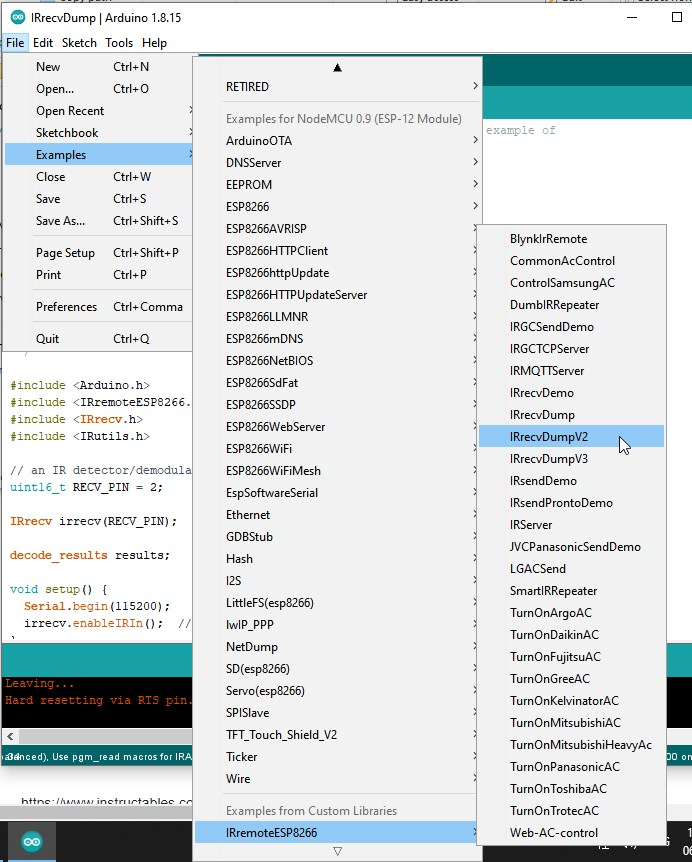 IRrecvDump | Arduino 1.8.15
File Edit Sketch Tools Help
New Ctrl+N
Open... Ctrl+O
Open Recent
Sketchbook
Examples
Close Ctrl+W
Save Ctrl+S
Save As... Ctrl+Shift+S
Page Setup Ctrl+Shift+P
Print Ctrl+P
Preferences Ctrl+Comma
Quit Ctrl+Q
RETIRED
Examples for NodeMCU 0.9 (ESP-12 Module)
ArduinoOTA
DNSServer
EEPROM
ESP8266
ESP8266AVRISP
ESP8266HTTPClient
ESP8266httpUpdate
ESP8266HTTPUpdateServer
ESP8266LLMNR
ESP8266mDNS
ESP8266NetBIOS
ESP8266SdFat
ESP8266SSDP
ESP8266WebServer
ESP8266WiFi
ESP8266WiFiMesh
EspSoftwareSerial
Ethernet
GDBStub
Hash
I2S
LittleFS(esp8266)
lwIP_PPP
NetDump
SD(esp8266)
Servo(esp8266)
SPISlave
TFT_Touch_Shield_V2
Ticker
Wire
Examples from Custom Libraries
IRremoteESP8266
example of
BlynkIrRemote
CommonAcControl
ControlSamsungAC
DumbIRRepeater
IRGCSendDemo
IRGCTCPServer
IRMQTTServer
IRrecvDemo
IRrecvDump
IRrecvDumpV2
IRrecvDumpV3
IRsendDemo
IRsendProntoDemo
IRServer
JVCPanasonicSendDemo
LGACSend
SmartIRRepeater
TurnOnArgoAC
TurnOnDaikinAC
TurnOnFujitsuAC
TurnOnGreeAC
TurnOnKelvinatorAC
TurnOnMitsubishiAC
TurnOnMitsubishiHeavyAc
TurnOnPanasonicAC
TurnOnToshibaAC
TurnOnTrotecAC
Web-AC-control
#include <Arduino.h>
#include <IRremoteESP8266.
#include <IRrecv.h>
#include <IRutils.h>
// an IR detector/demodula
uint16_t RECV_PIN = 2;
IRrecv irrecv(RECV_PIN);
decode_results results;
void setup() {
Serial.begin(115200);
irrecv.enableIRIn(); //
Leaving...
Hard resetting via RTS pin.
Use pgm_read macros for IRA
https://www.instructables.co